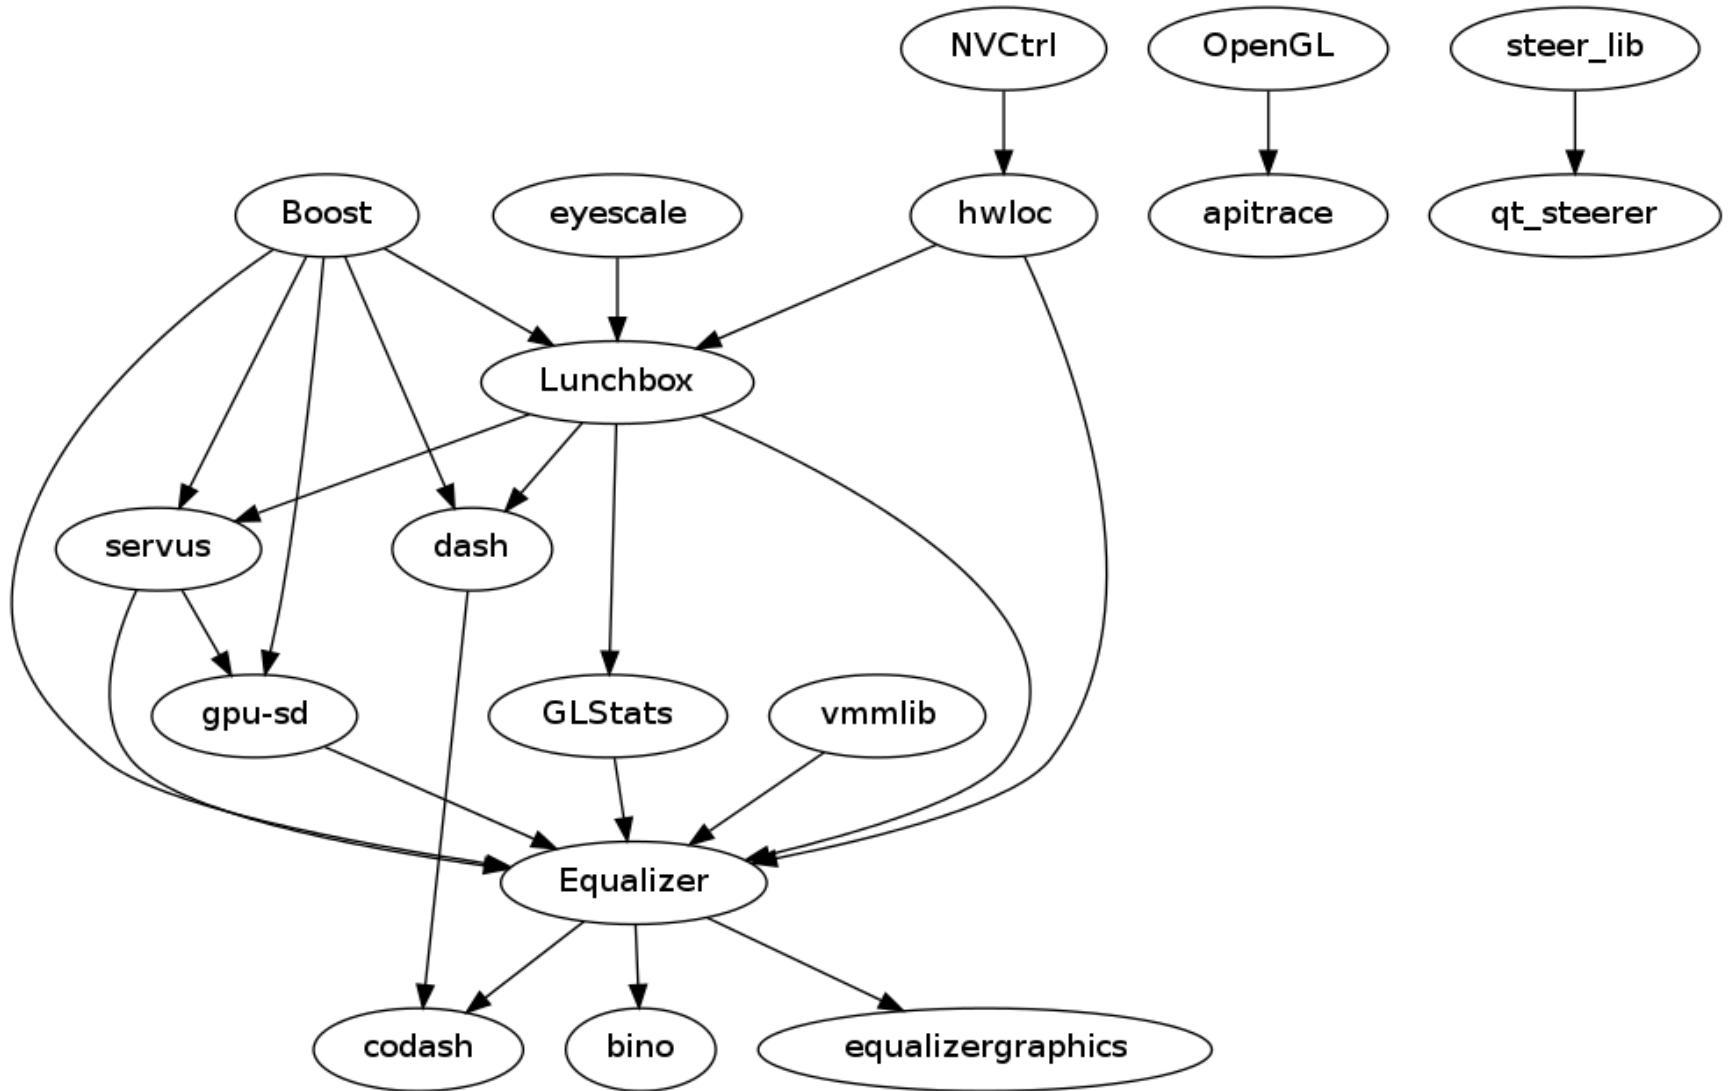 NVCtrl
OpenGL
steer_lib
Boost
eyescale
hwloc
apitrace
qt_steerer
Lunchbox
servus
dash
gpu-sd
GLStats
vmmlib
Equalizer
codash
bino
equalizergraphics